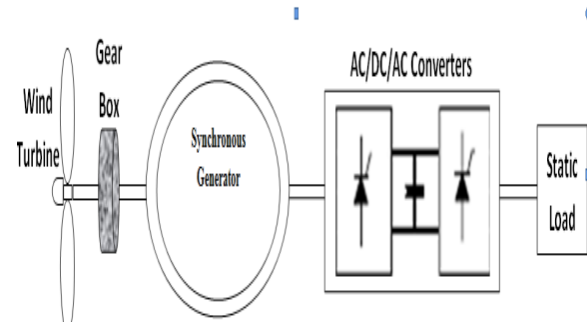 Wind
Turbine
Gear
Box
Synchronous
Generator
AC/DC/AC Converters
Static
Load